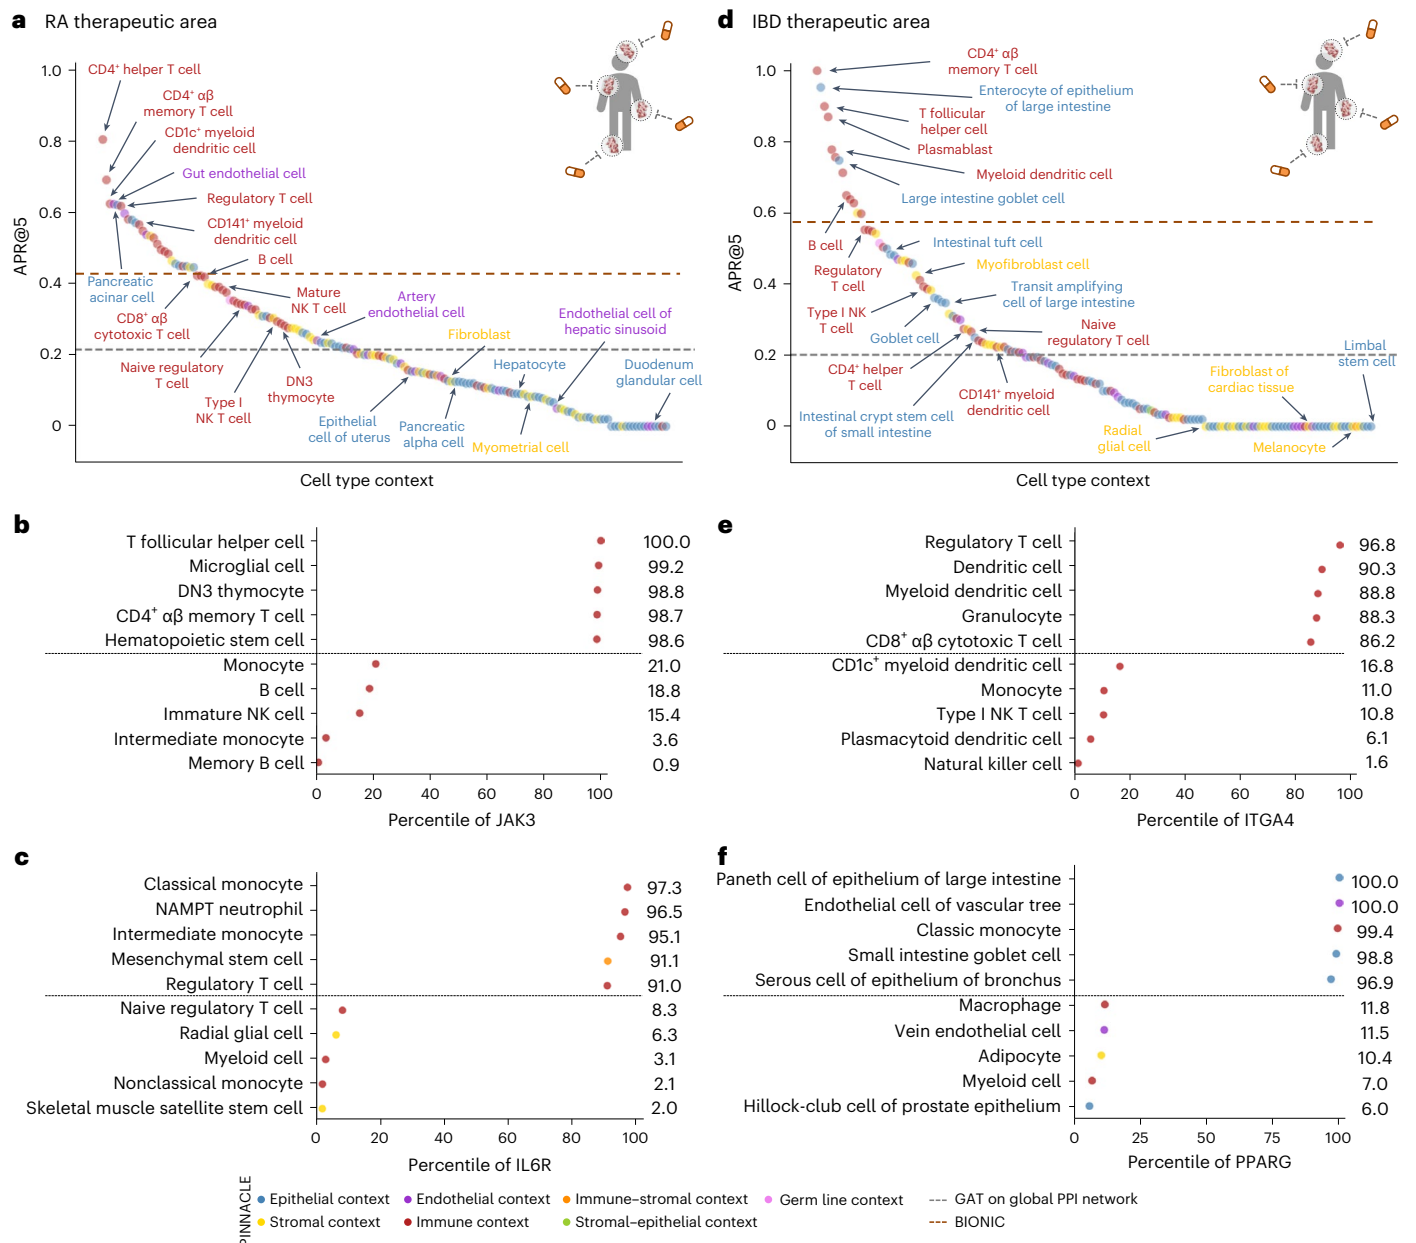 a RA therapeutic area
1.0
0.8
0.6
0.4
0.2
0
APR@5
CD4⁺ helper T cell
CD4⁺ αβ
memory T cell
CD1c⁺ myeloid
dendritic cell
Gut endothelial cell
Regulatory T cell
CD141⁺ myeloid
dendritic cell
B cell
Pancreatic
acinar cell
CD8⁺ αβ
cytotoxic T cell
Mature
NK T cell
Artery
endothelial cell
Naive regulatory
T cell
Type I
NK T cell
DN3
thymocyte
Fibroblast
Endothelial cell of
hepatic sinusoid
Hepatocyte
Duodenum
glandular cell
Epithelial
cell of uterus
Pancreatic
alpha cell
Myometrial cell
Cell type context
d IBD therapeutic area
1.0
0.8
0.6
0.4
0.2
0
APR@5
CD4⁺ αβ
memory T cell
Enterocyte of epithelium
of large intestine
T follicular
helper cell
Plasmablast
Myeloid dendritic cell
Large intestine goblet cell
B cell
Regulatory
T cell
Intestinal tuft cell
Myofibroblast cell
Transit amplifying
cell of large intestine
Type I NK
T cell
Goblet cell
Naive
regulatory T cell
CD4⁺ helper
T cell
CD141⁺ myeloid
dendritic cell
Intestinal crypt stem cell
of small intestine
Limbal
stem cell
Fibroblast of
cardiac tissue
Radial
glial cell
Melanocyte
Cell type context
b
T follicular helper cell 100.0
Microglial cell 99.2
DN3 thymocyte 98.8
CD4⁺ αβ memory T cell 98.7
Hematopoietic stem cell 98.6
Monocyte 21.0
B cell 18.8
Immature NK cell 15.4
Intermediate monocyte 3.6
Memory B cell 0.9
0 20 40 60 80 100
Percentile of JAK3
e
Regulatory T cell 96.8
Dendritic cell 90.3
Myeloid dendritic cell 88.8
Granulocyte 88.3
CD8⁺ αβ cytotoxic T cell 86.2
CD1c⁺ myeloid dendritic cell 16.8
Monocyte 11.0
Type I NK T cell 10.8
Plasmacytoid dendritic cell 6.1
Natural killer cell 1.6
0 20 40 60 80 100
Percentile of ITGA4
c
Classical monocyte 97.3
NAMPT neutrophil 96.5
Intermediate monocyte 95.1
Mesenchymal stem cell 91.1
Regulatory T cell 91.0
Naive regulatory T cell 8.3
Radial glial cell 6.3
Myeloid cell 3.1
Nonclassical monocyte 2.1
Skeletal muscle satellite stem cell 2.0
0 20 40 60 80 100
Percentile of IL6R
f
Paneth cell of epithelium of large intestine 100.0
Endothelial cell of vascular tree 100.0
Classic monocyte 99.4
Small intestine goblet cell 98.8
Serous cell of epithelium of bronchus 96.9
Macrophage 11.8
Vein endothelial cell 11.5
Adipocyte 10.4
Myeloid cell 7.0
Hillock-club cell of prostate epithelium 6.0
0 25 50 75 100
Percentile of PPARG
PINNACLE
Epithelial context Endothelial context Immune–stromal context Germ line context GAT on global PPI network
Stromal context Immune context Stromal–epithelial context BIONIC